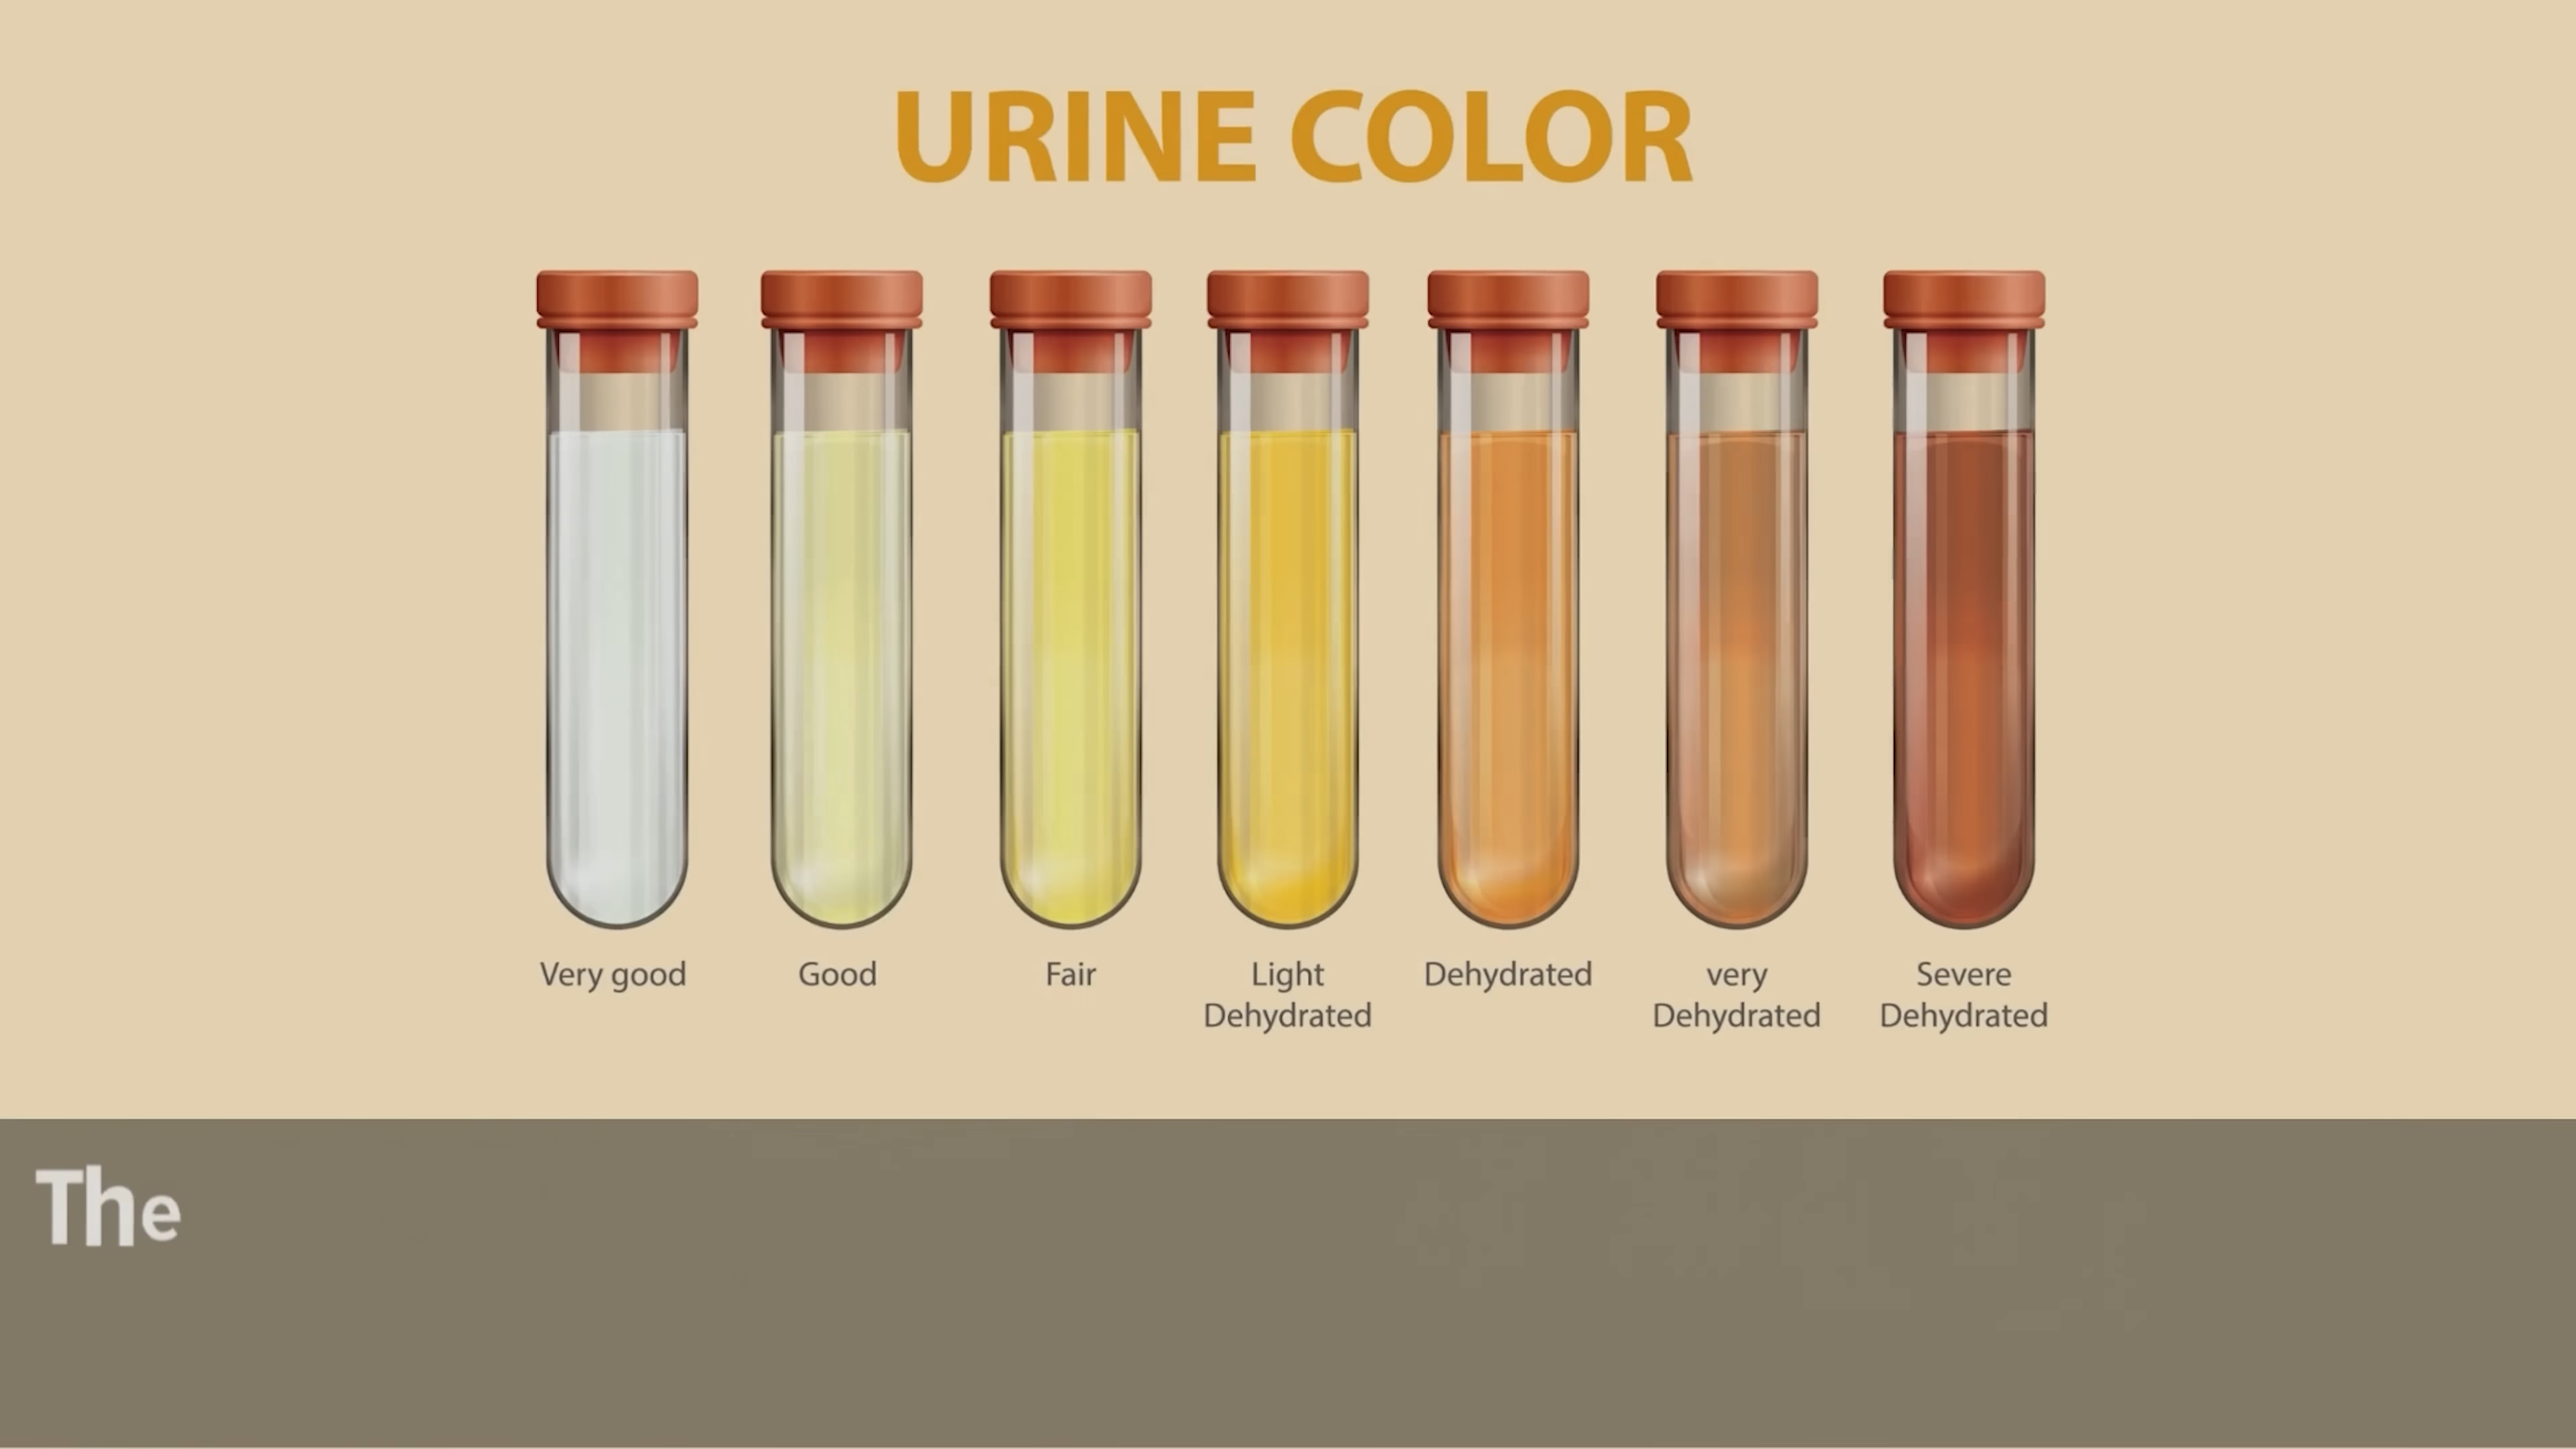 URINE COLOR
Very good
Good
Fair
Light
Dehydrated
Dehydrated
very
Dehydrated
Severe
Dehydrated
The